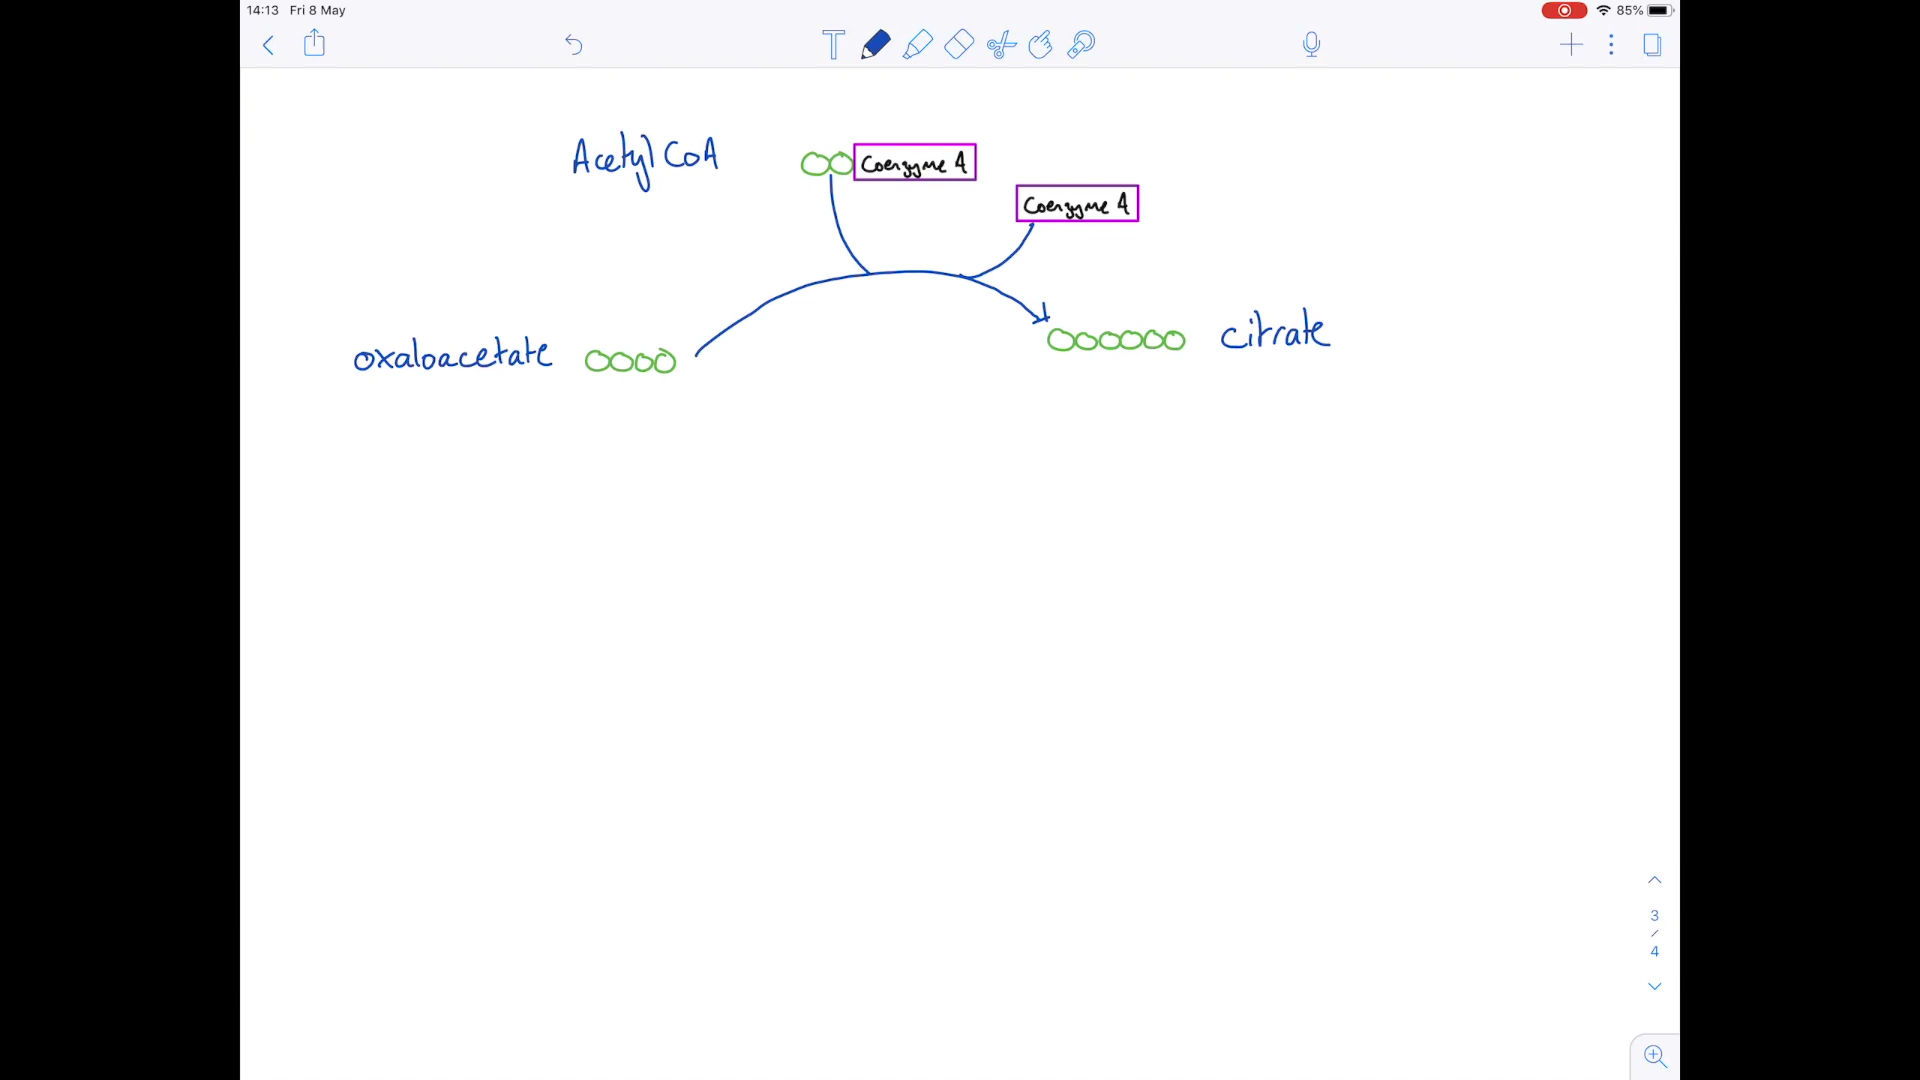 14:13 Fri 8 May
85%
T
Acetyl CoA
Coenzyme A
Coenzyme A
oxaloacetate
citrate
3
/
4